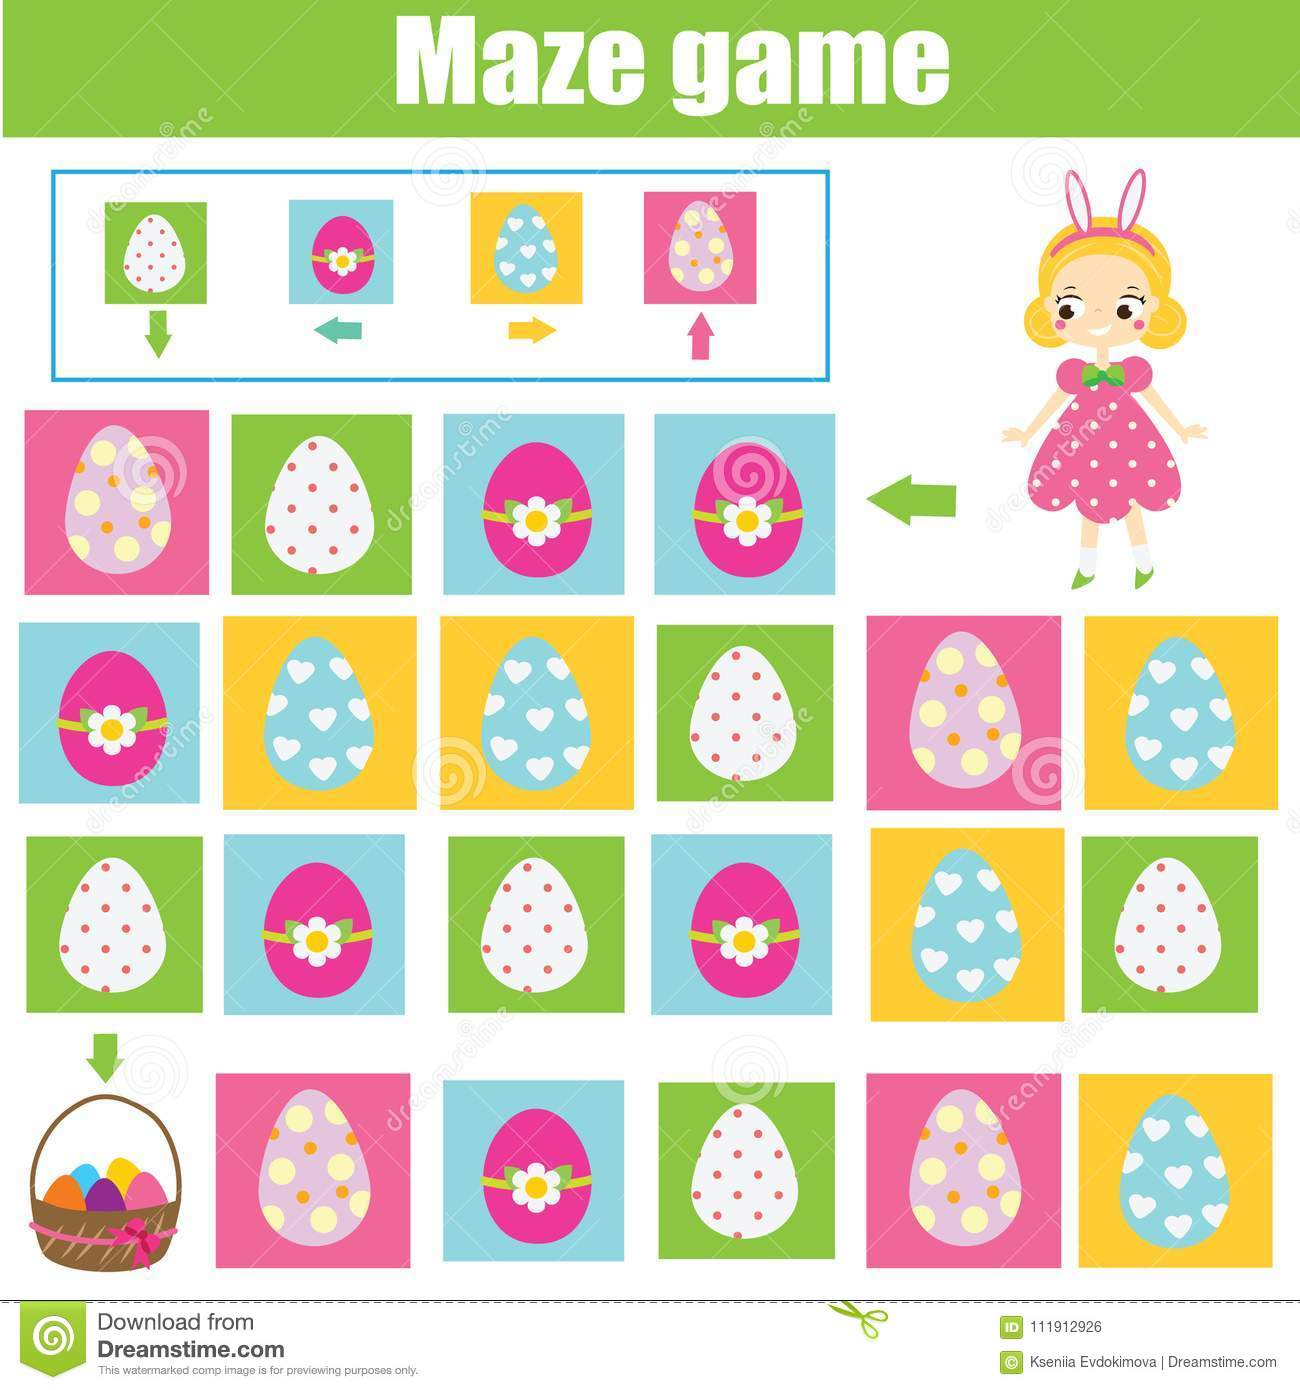 Maze game
Download from
Dreamstime.com
This watermarked comp image is for previewing purposes only.
ID 111912926
© Kseniia Evdokimova | Dreamstime.com